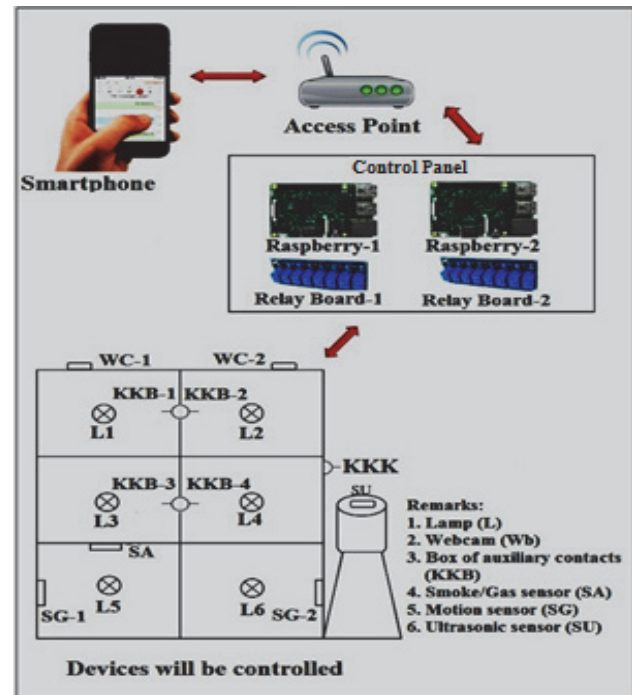 Access Point
Smartphone
Control Panel
Raspberry-1
Raspberry-2
Relay Board-1
Relay Board-2
WC-1
WC-2
KKB-1
KKB-2
L1
L2
KKK
KKB-3
KKB-4
SU
L3
L4
SA
SG-1
L5
L6
SG-2
Remarks:
1. Lamp (L)
2. Webcam (Wb)
3. Box of auxiliary contacts
(KKB)
4. Smoke/Gas sensor (SA)
5. Motion sensor (SG)
6. Ultrasonic sensor (SU)
Devices will be controlled